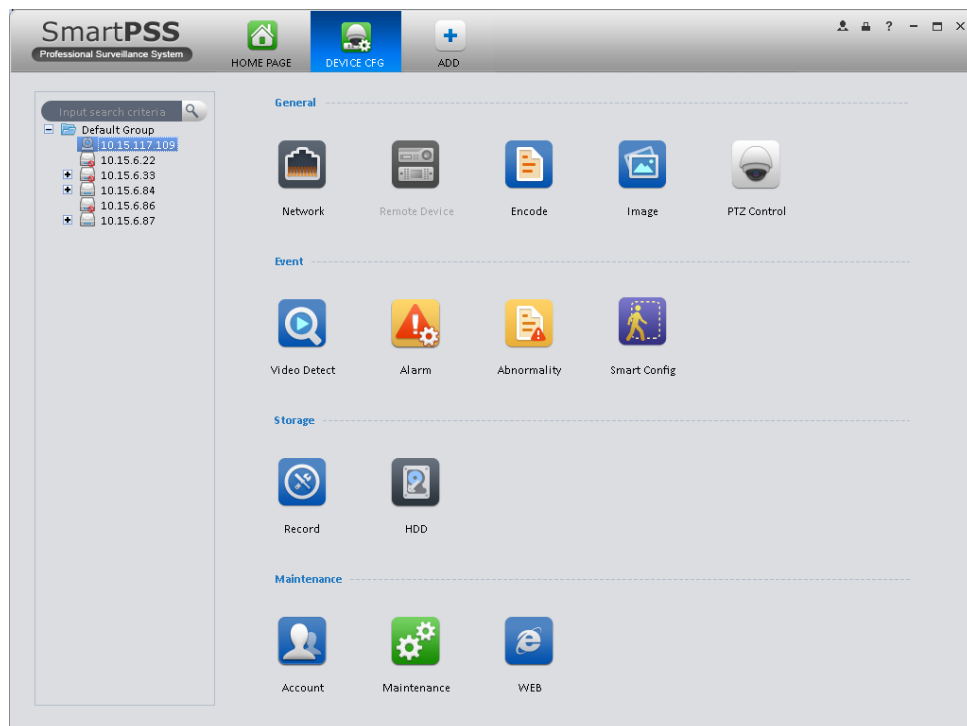 SmartPSS
Professional Surveillance System
HOME PAGE
DEVICE CFG
ADD
?
Input search criteria
Default Group
10.15.117.109
10.15.6.22
10.15.6.33
10.15.6.84
10.15.6.86
10.15.6.87
General
Network
Remote Device
Encode
Image
PTZ Control
Event
Video Detect
Alarm
Abnormality
Smart Config
Storage
Record
HDD
Maintenance
Account
Maintenance
WEB